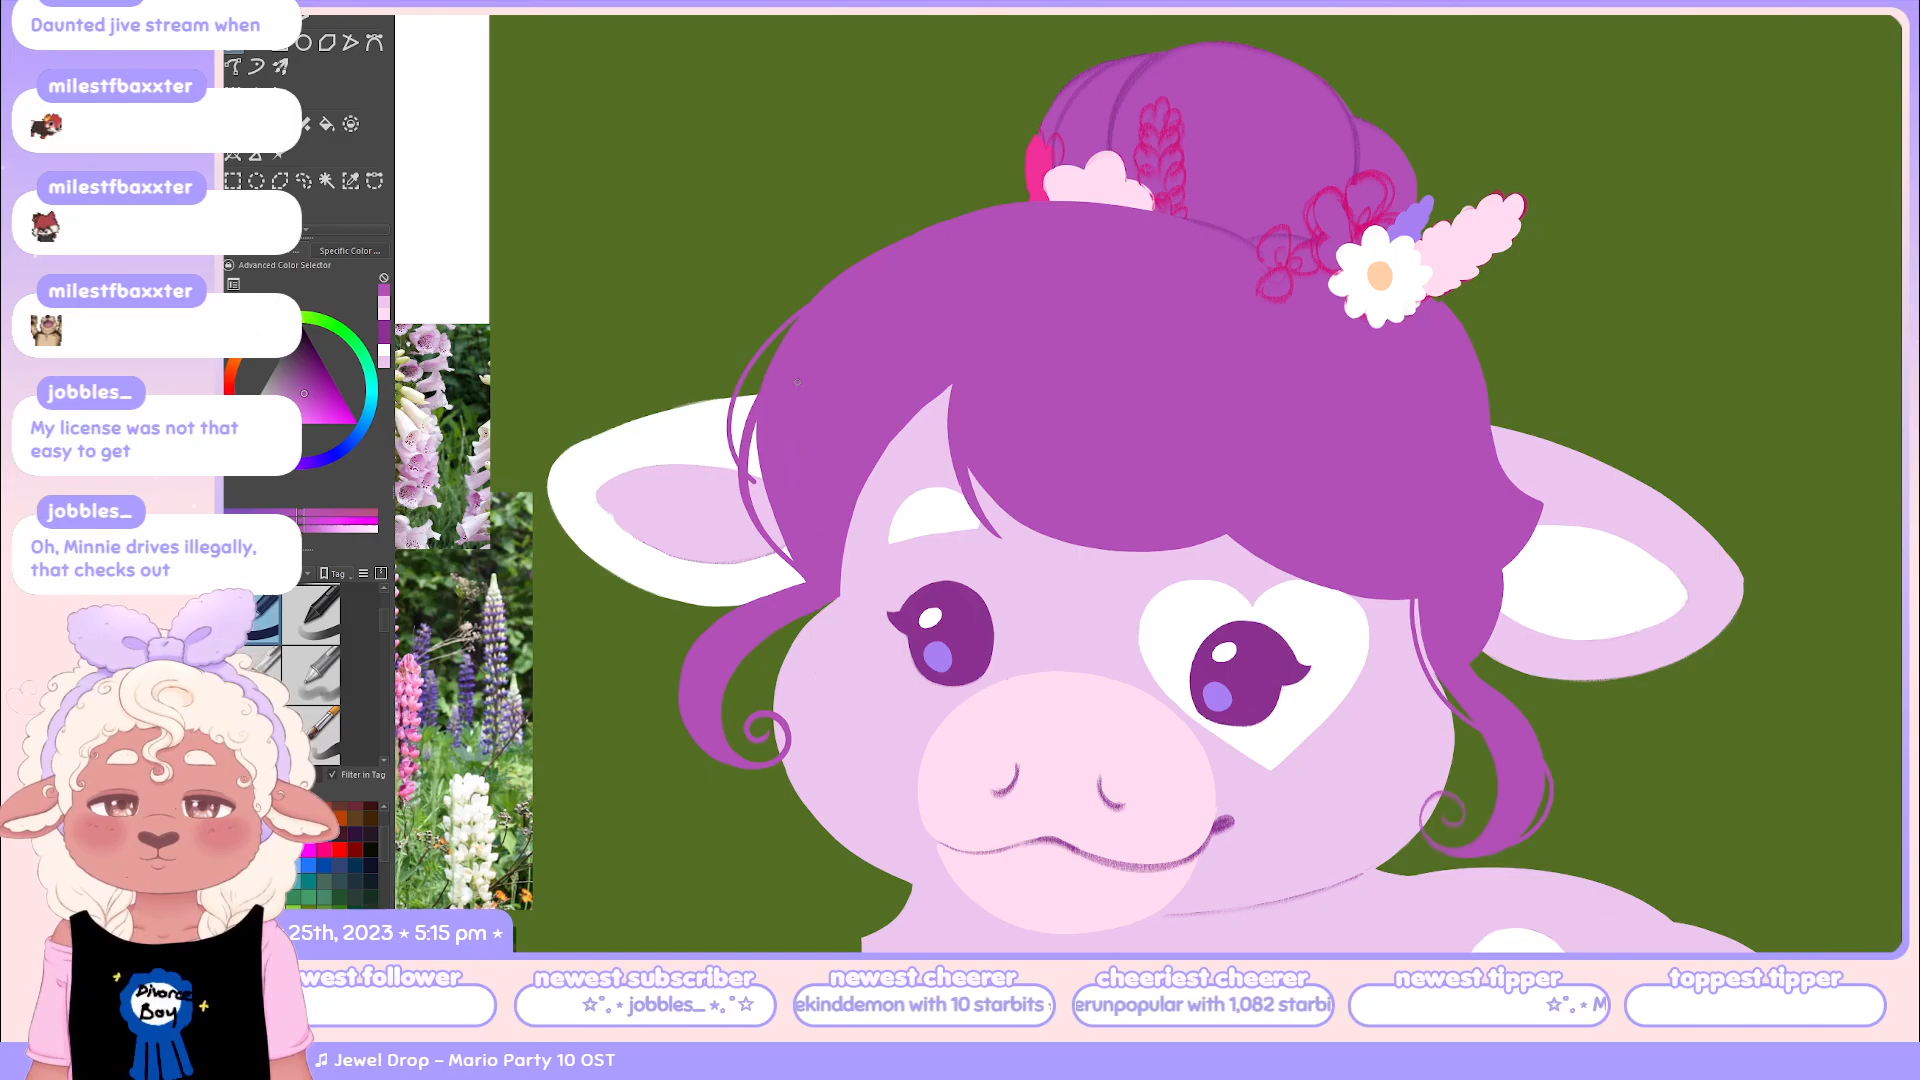 Daunted jive stream when
milestfbaxxter
milestfbaxxter
milestfbaxxter
jobbles_
My license was not that
easy to get
jobbles_
Oh, Minnie drives illegally,
that checks out
Specific Color ...
Advanced Color Selector
Tag
Filter in Tag
Divorce
Boy
25th, 2023 ⋆ 5:15 pm ⋆
west follower
newest subscriber
☆˚｡⋆ jobbles_ ⋆｡˚☆
newest cheerer
ekinddemon with 10 starbits
cheeriest cheerer
erunpopular with 1,082 starbi
newest tipper
☆˚｡⋆ M
toppest tipper
♫ Jewel Drop - Mario Party 10 OST